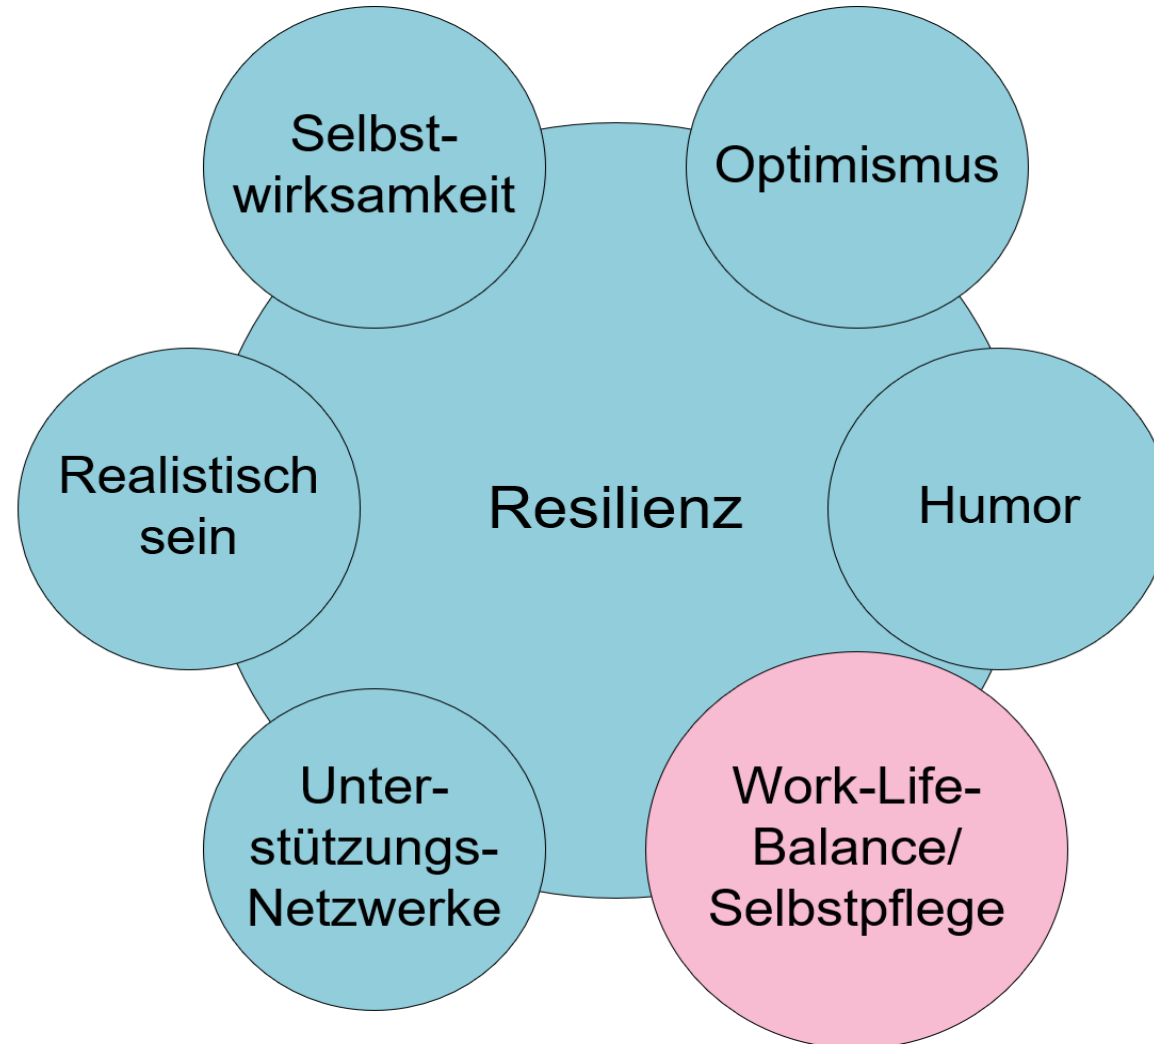 Selbst-
wirksamkeit
Optimismus
Realistisch
sein
Resilienz
Humor
Unter-
stützungs-
Netzwerke
Work-Life-
Balance/
Selbstpflege